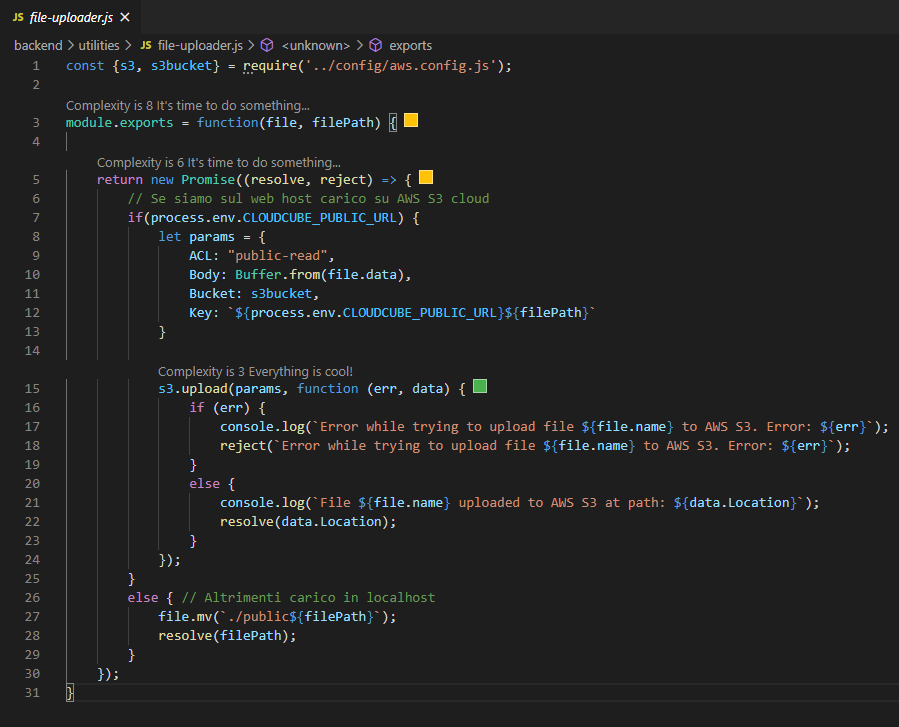 JS file-uploader.js ×
backend > utilities > JS file-uploader.js > <unknown> > exports
1 const {s3, s3bucket} = require('../config/aws.config.js');
2
Complexity is 8 It's time to do something...
3 module.exports = function(file, filePath) {
4
Complexity is 6 It's time to do something...
5 return new Promise((resolve, reject) => {
6 // Se siamo sul web host carico su AWS S3 cloud
7 if(process.env.CLOUDCUBE_PUBLIC_URL) {
8 let params = {
9 ACL: "public-read",
10 Body: Buffer.from(file.data),
11 Bucket: s3bucket,
12 Key: `${process.env.CLOUDCUBE_PUBLIC_URL}${filePath}`
13 }
14
Complexity is 3 Everything is cool!
15 s3.upload(params, function (err, data) {
16 if (err) {
17 console.log(`Error while trying to upload file ${file.name} to AWS S3. Error: ${err}`);
18 reject(`Error while trying to upload file ${file.name} to AWS S3. Error: ${err}`);
19 }
20 else {
21 console.log(`File ${file.name} uploaded to AWS S3 at path: ${data.Location}`);
22 resolve(data.Location);
23 }
24 });
25 }
26 else { // Altrimenti carico in localhost
27 file.mv(`./public${filePath}`);
28 resolve(filePath);
29 }
30 });
31 }